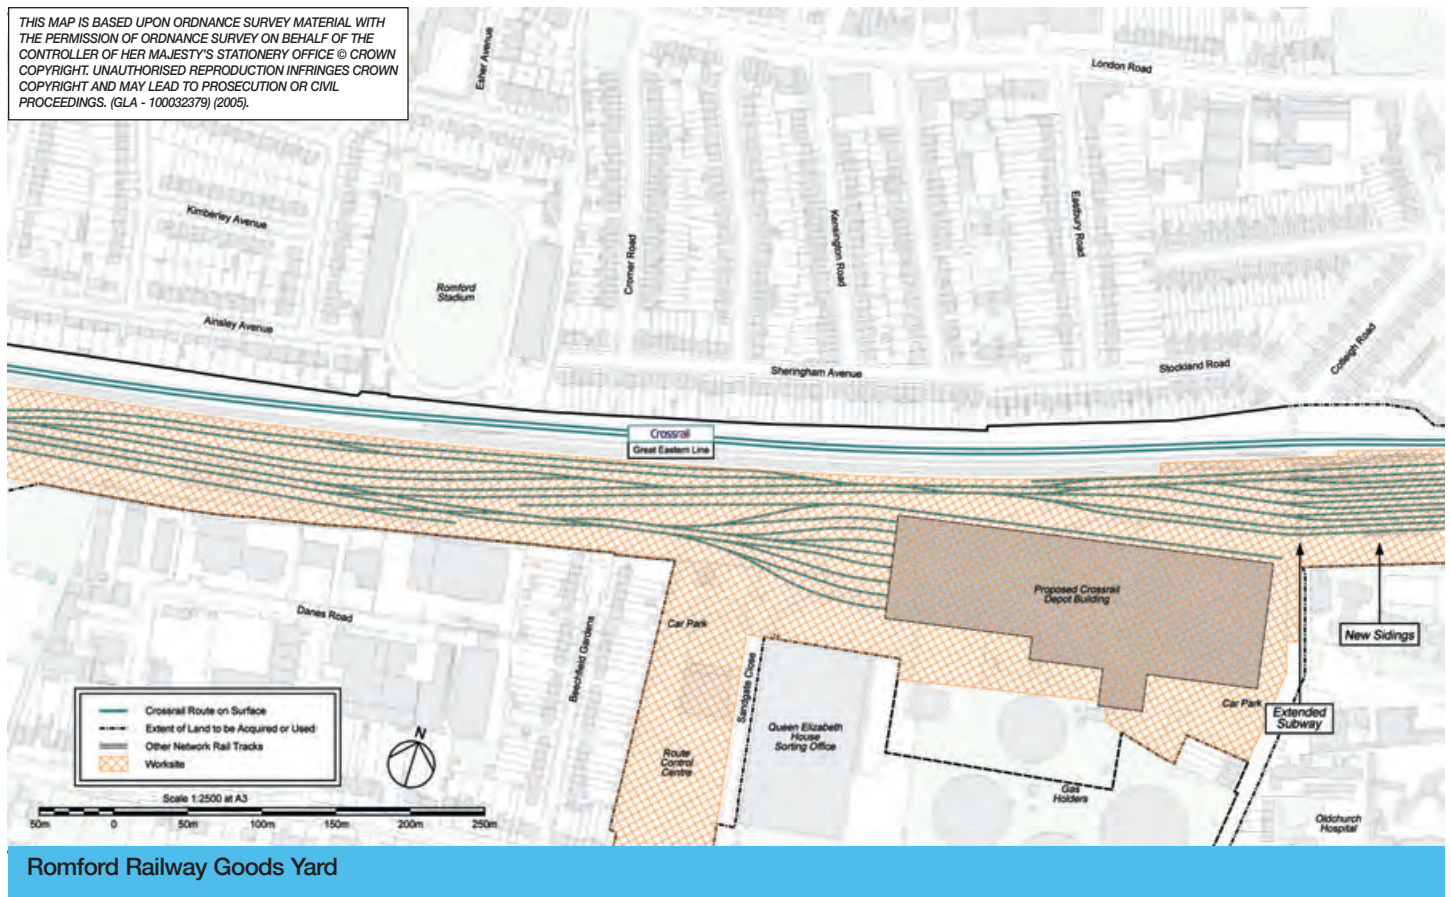 THIS MAP IS BASED UPON ORDNANCE SURVEY MATERIAL WITH
THE PERMISSION OF ORDNANCE SURVEY ON BEHALF OF THE
CONTROLLER OF HER MAJESTY'S STATIONERY OFFICE © CROWN
COPYRIGHT. UNAUTHORISED REPRODUCTION INFRINGES CROWN
COPYRIGHT AND MAY LEAD TO PROSECUTION OR CIVIL
PROCEEDINGS. (GLA - 100032379) (2005).
Esher Avenue
London Road
Kimberley Avenue
Cromer Road
Kensington Road
Eastbury Road
Romford
Stadium
Ainsley Avenue
Sheringham Avenue
Stockland Road
Cotleigh Road
Crossrail
Great Eastern Line
Proposed Crossrail
Depot Building
Danes Road
Beechfield Gardens
Car Park
Sandgate Close
New Sidings
Queen Elizabeth
House
Sorting Office
Car Park
Extended
Subway
Route
Control
Centre
Gas
Holders
Oldchurch
Hospital
Crossrail Route on Surface
Extent of Land to be Acquired or Used
Other Network Rail Tracks
Worksite
N
Scale 1:2500 at A3
50m 0 50m 100m 150m 200m 250m
Romford Railway Goods Yard